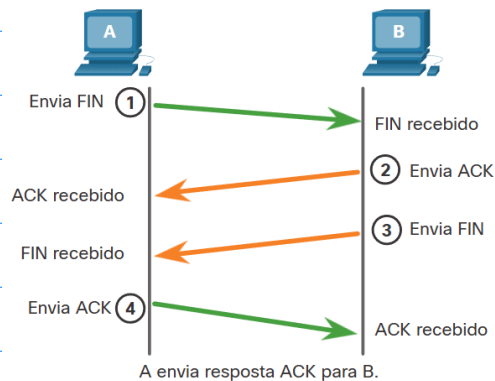 A
B
Envia FIN 1
FIN recebido
2 Envia ACK
ACK recebido
3 Envia FIN
FIN recebido
Envia ACK 4
ACK recebido
A envia resposta ACK para B.